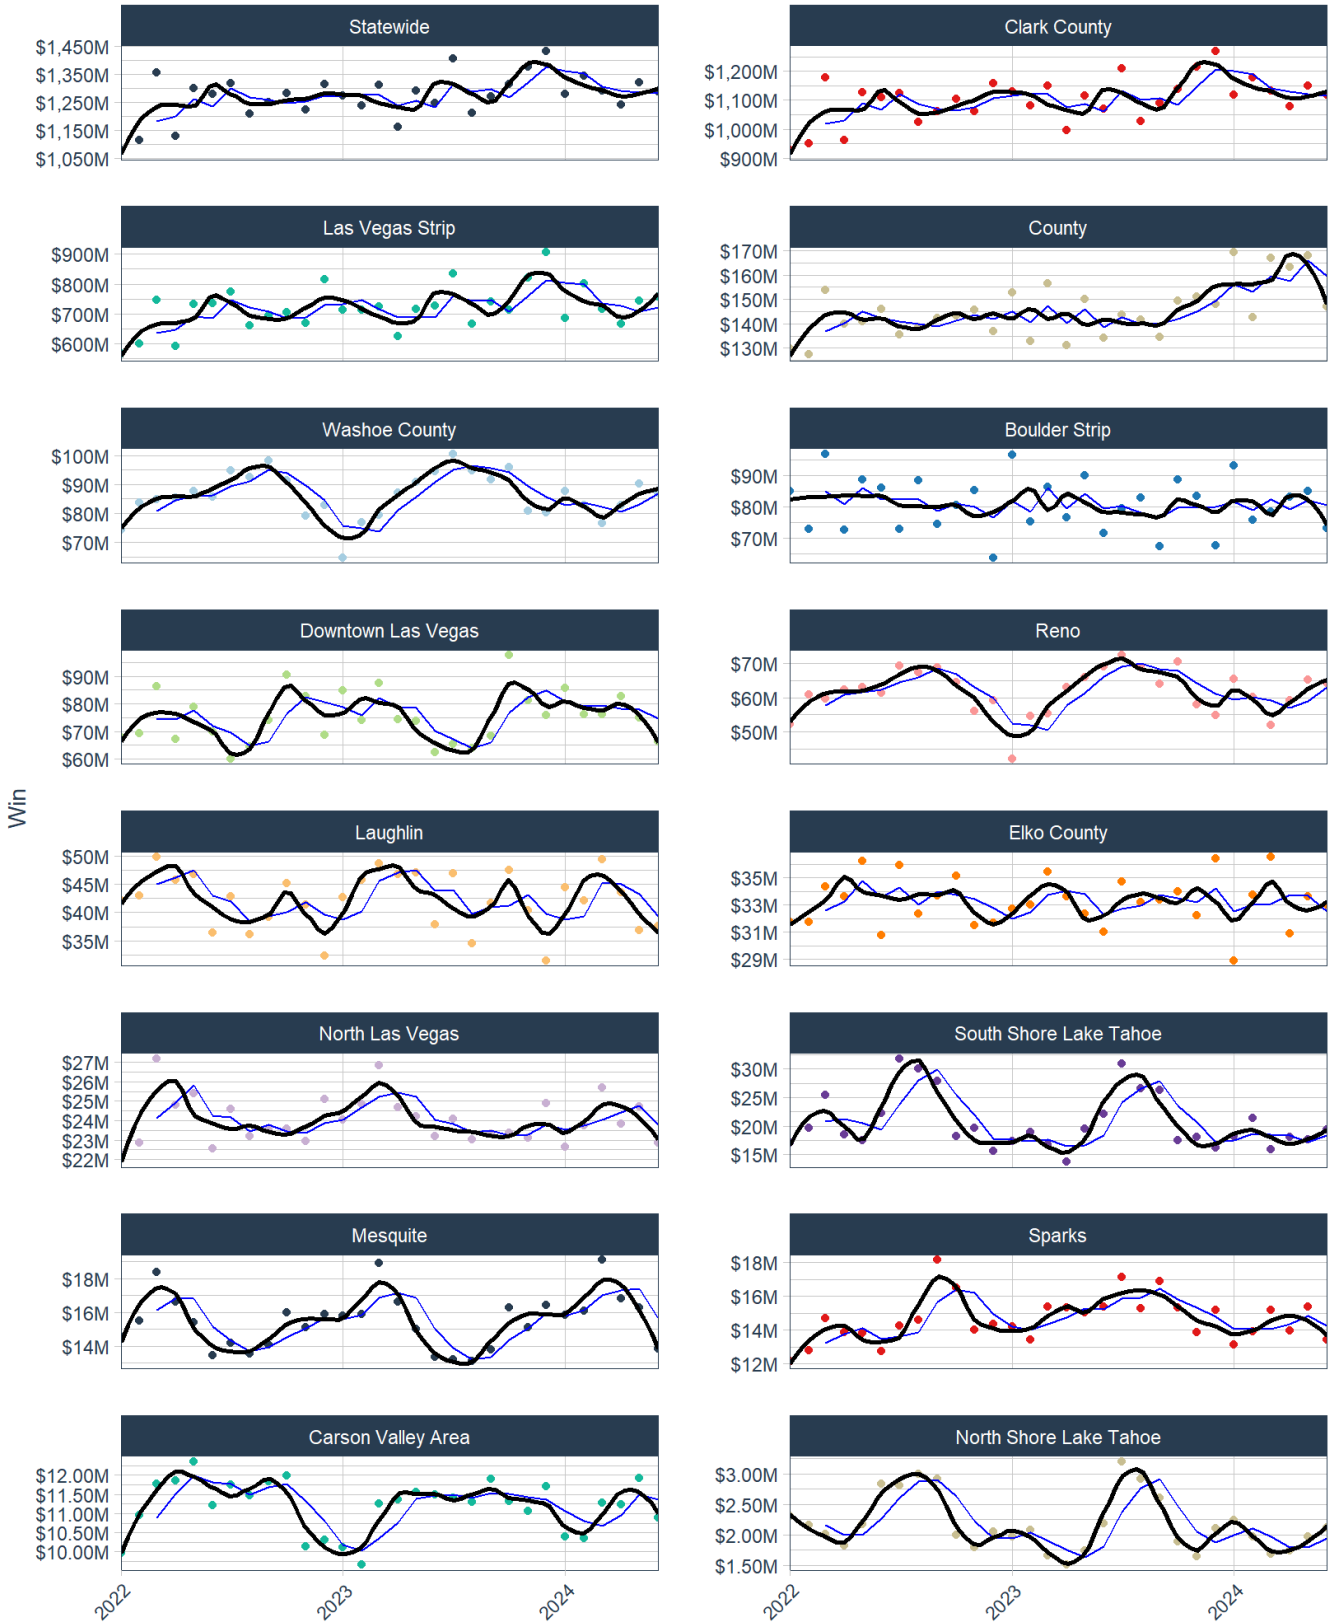 Statewide
Clark County
$1,450M
$1,350M
$1,250M
$1,150M
$1,050M
$1,200M
$1,100M
$1,000M
$900M
Las Vegas Strip
County
$900M
$800M
$700M
$600M
$170M
$160M
$150M
$140M
$130M
Washoe County
Boulder Strip
$100M
$90M
$80M
$70M
$90M
$80M
$70M
Downtown Las Vegas
Reno
$90M
$80M
$70M
$60M
$70M
$60M
$50M
Win
Laughlin
Elko County
$50M
$45M
$40M
$35M
$35M
$33M
$31M
$29M
North Las Vegas
South Shore Lake Tahoe
$27M
$26M
$25M
$24M
$23M
$22M
$30M
$25M
$20M
$15M
Mesquite
Sparks
$18M
$16M
$14M
$18M
$16M
$14M
$12M
Carson Valley Area
North Shore Lake Tahoe
$12.00M
$11.50M
$11.00M
$10.50M
$10.00M
$3.00M
$2.50M
$2.00M
$1.50M
2022
2023
2024
2022
2023
2024